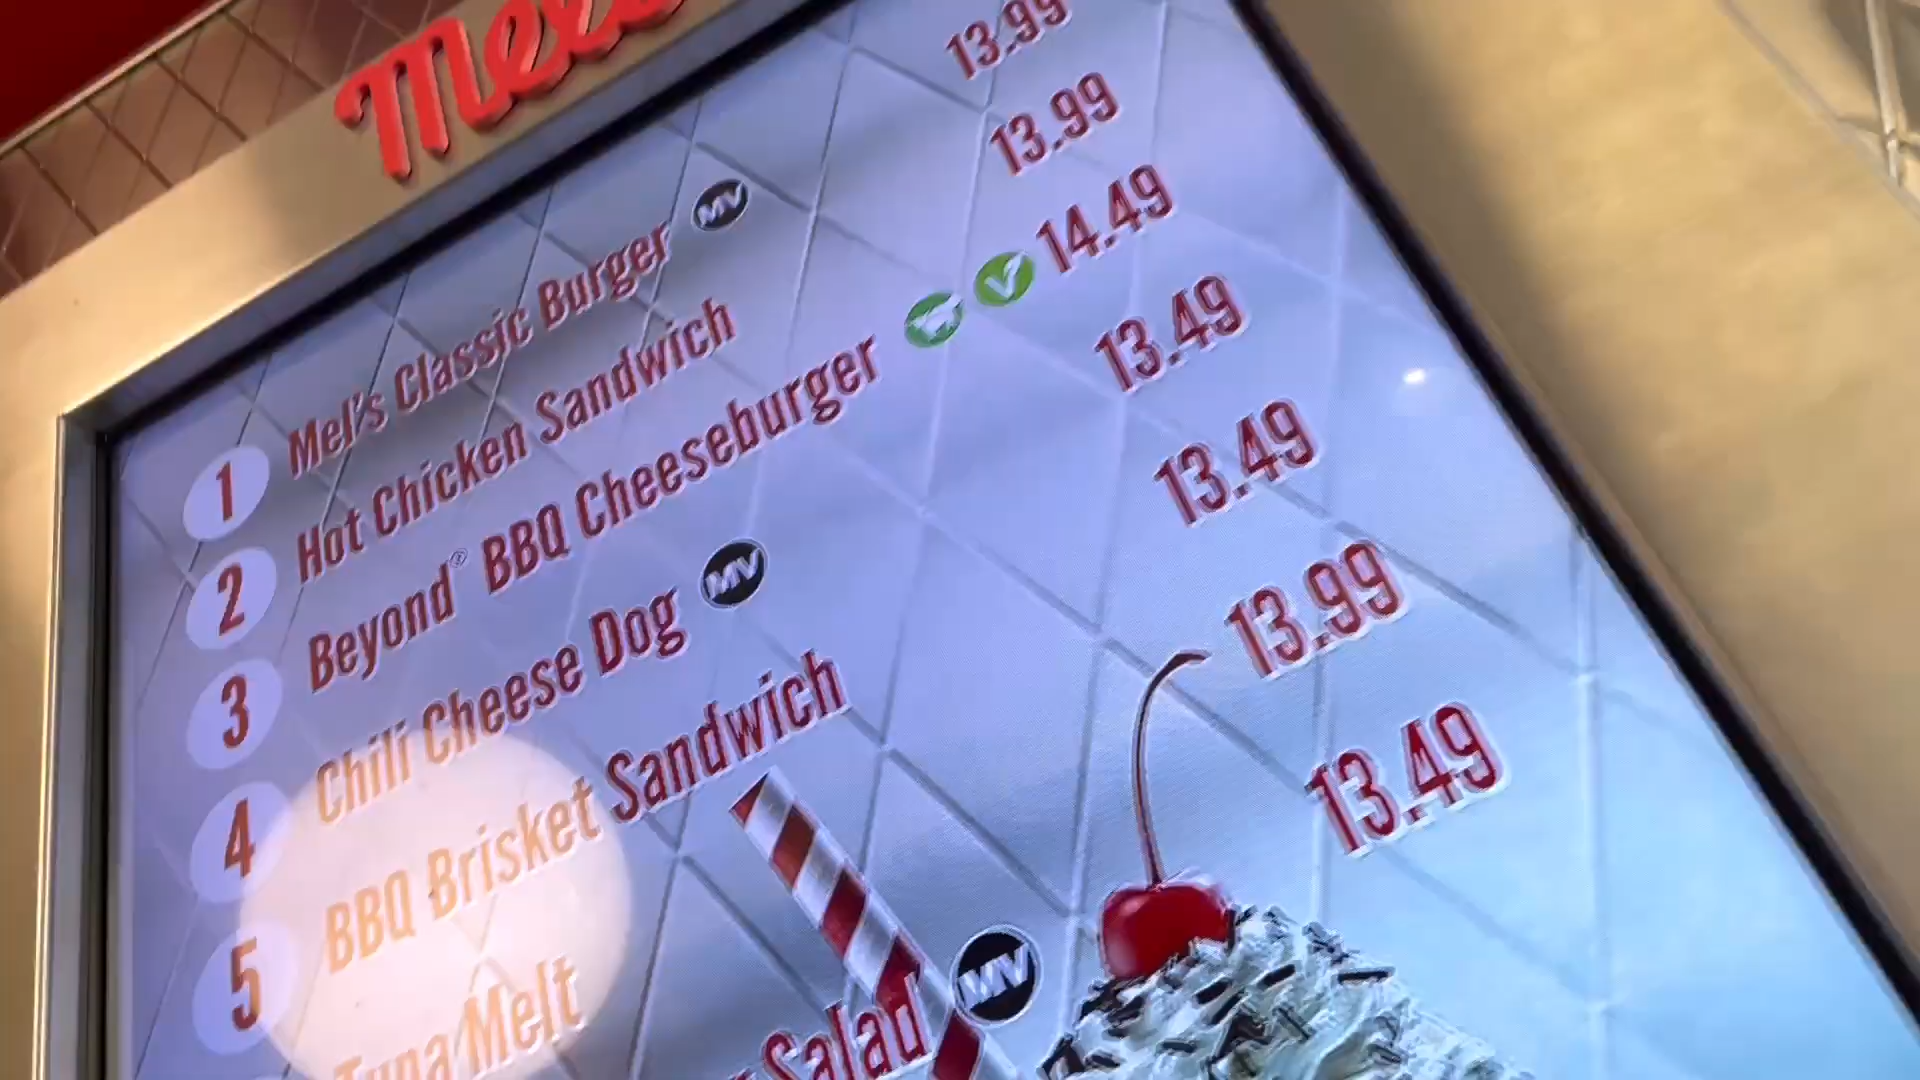 Mel
1 Mel's Classic Burger MV 13.99
2 Hot Chicken Sandwich 13.99
3 Beyond® BBQ Cheeseburger V 14.49
4 Chili Cheese Dog MV 13.49
5 BBQ Brisket Sandwich 13.49
Tuna Melt 13.99
Salad MV 13.49